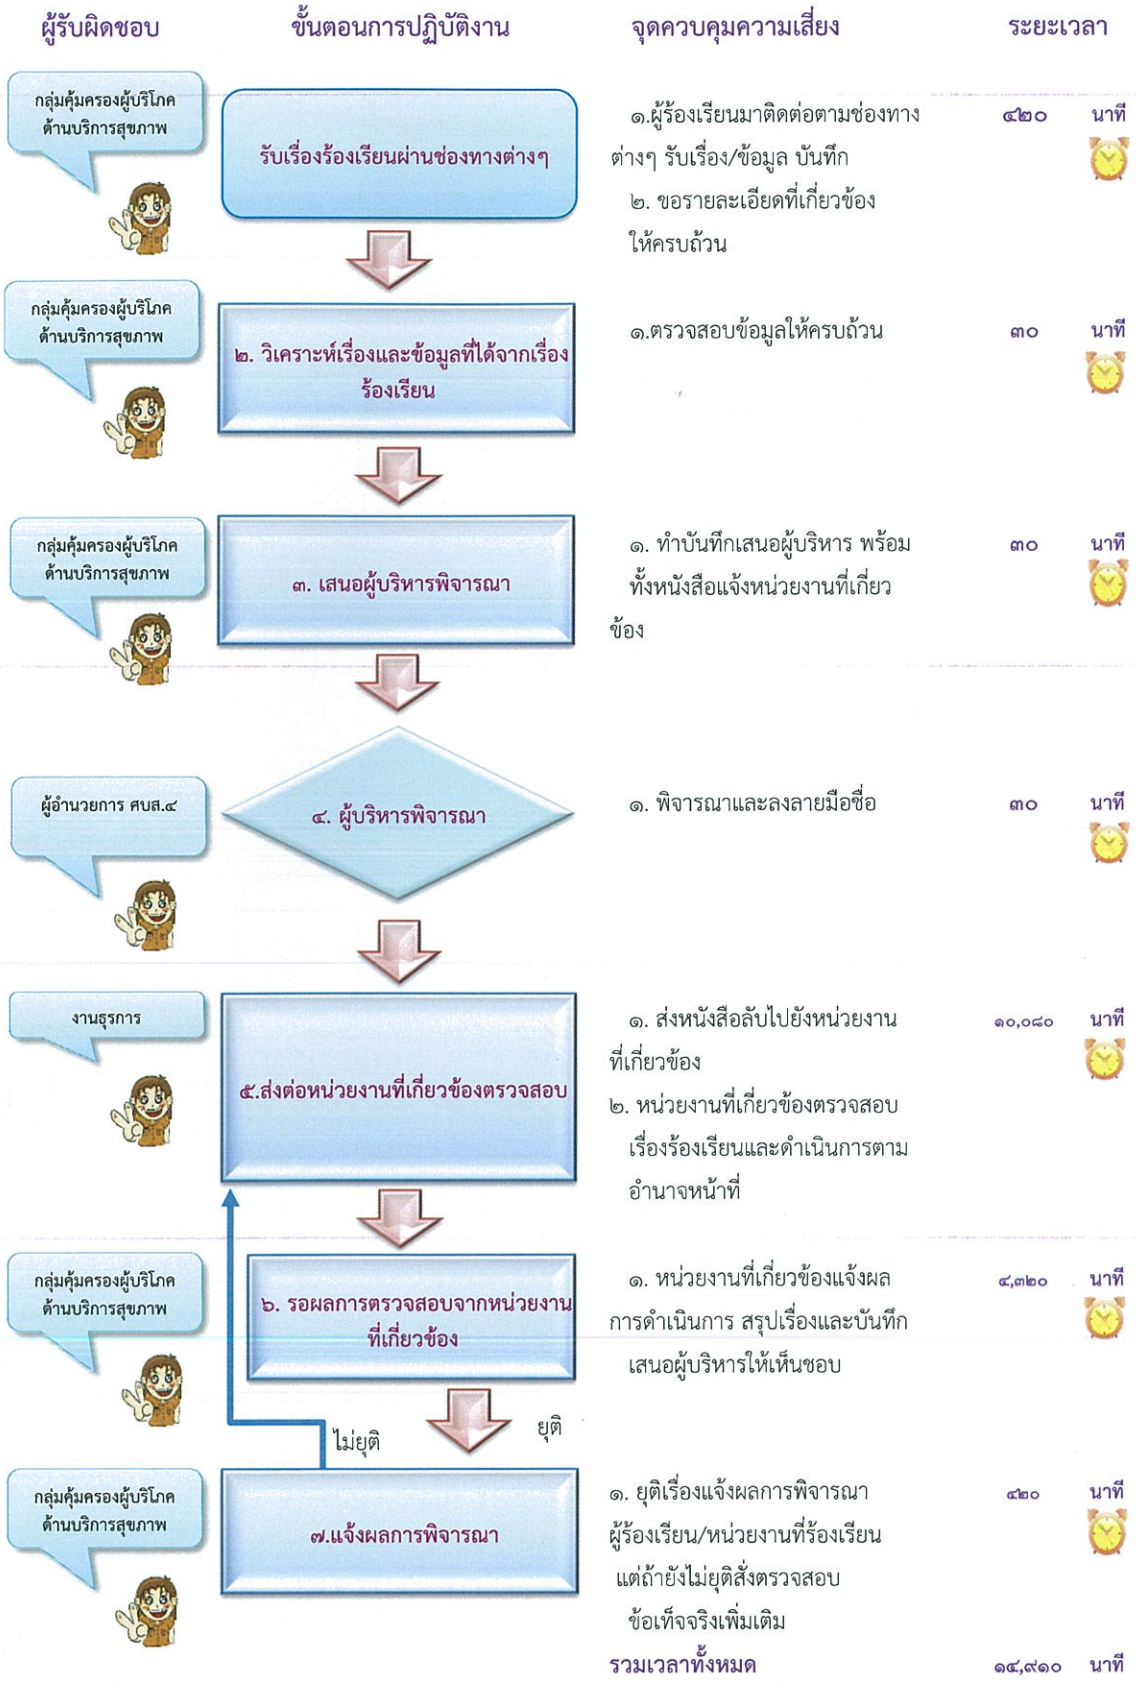 ผู้รับผิดชอบ ขั้นตอนการปฏิบัติงาน จุดควบคุมความเสี่ยง ระยะเวลา
กลุ่มคุ้มครองผู้บริโภค
ด้านบริการสุขภาพ
รับเรื่องร้องเรียนผ่านช่องทางต่างๆ
๑.ผู้ร้องเรียนมาติดต่อตามช่องทาง
ต่างๆ รับเรื่อง/ข้อมูล บันทึก
๒. ขอรายละเอียดที่เกี่ยวข้อง
ให้ครบถ้วน
๔๒๐ นาที
กลุ่มคุ้มครองผู้บริโภค
ด้านบริการสุขภาพ
๒. วิเคราะห์เรื่องและข้อมูลที่ได้จากเรื่อง
ร้องเรียน
๑.ตรวจสอบข้อมูลให้ครบถ้วน
๓๐ นาที
กลุ่มคุ้มครองผู้บริโภค
ด้านบริการสุขภาพ
๓. เสนอผู้บริหารพิจารณา
๑. ทำบันทึกเสนอผู้บริหาร พร้อม
ทั้งหนังสือแจ้งหน่วยงานที่เกี่ยว
ข้อง
๓๐ นาที
ผู้อำนวยการ ศบส.๔
๔. ผู้บริหารพิจารณา
๑. พิจารณาและลงลายมือชื่อ
๓๐ นาที
งานธุรการ
๕.ส่งต่อหน่วยงานที่เกี่ยวข้องตรวจสอบ
๑. ส่งหนังสือลับไปยังหน่วยงาน
ที่เกี่ยวข้อง
๒. หน่วยงานที่เกี่ยวข้องตรวจสอบ
เรื่องร้องเรียนและดำเนินการตาม
อำนาจหน้าที่
๑๐,๐๘๐ นาที
กลุ่มคุ้มครองผู้บริโภค
ด้านบริการสุขภาพ
๖. รอผลการตรวจสอบจากหน่วยงาน
ที่เกี่ยวข้อง
๑. หน่วยงานที่เกี่ยวข้องแจ้งผล
การดำเนินการ สรุปเรื่องและบันทึก
เสนอผู้บริหารให้เห็นชอบ
๔,๓๒๐ นาที
ไม่ยุติ
ยุติ
กลุ่มคุ้มครองผู้บริโภค
ด้านบริการสุขภาพ
๗.แจ้งผลการพิจารณา
๑. ยุติเรื่องแจ้งผลการพิจารณา
ผู้ร้องเรียน/หน่วยงานที่ร้องเรียน
แต่ถ้ายังไม่ยุติสั่งตรวจสอบ
ข้อเท็จจริงเพิ่มเติม
๔๒๐ นาที
รวมเวลาทั้งหมด ๑๔,๙๑๐ นาที